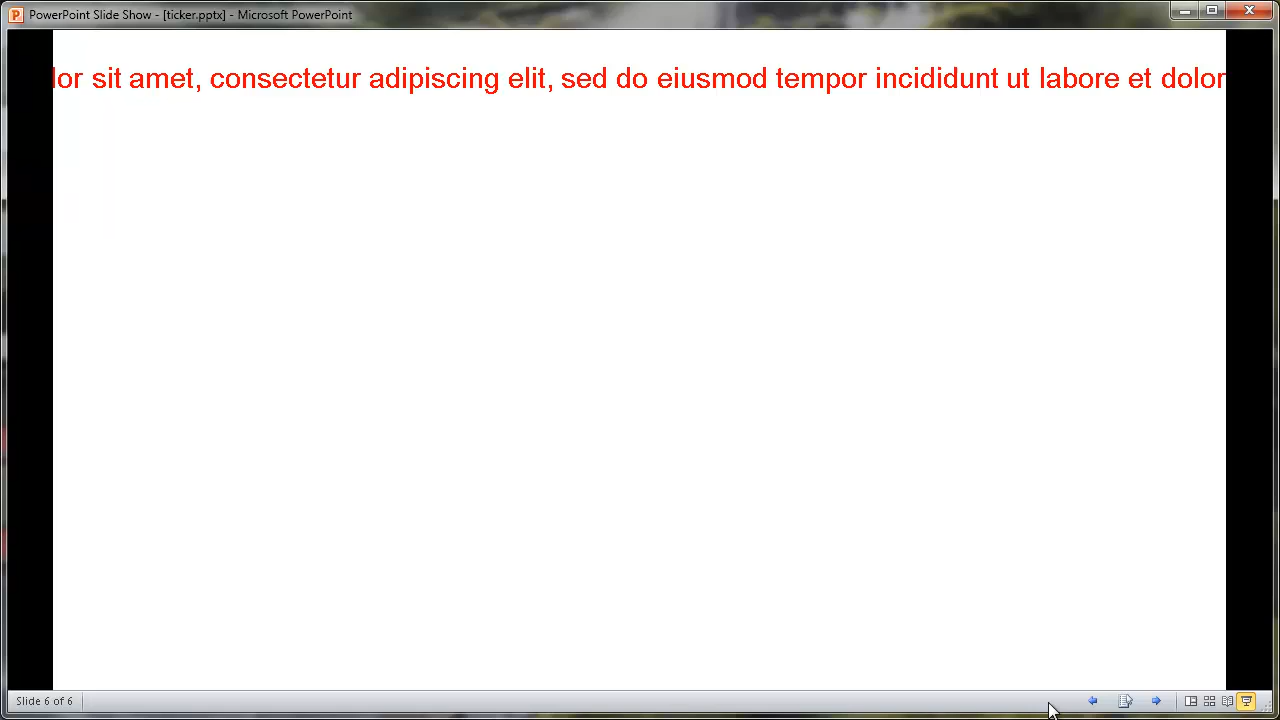 PowerPoint Slide Show - [ticker.pptx] - Microsoft PowerPoint
lor sit amet, consectetur adipiscing elit, sed do eiusmod tempor incididunt ut labore et dolor
Slide 6 of 6